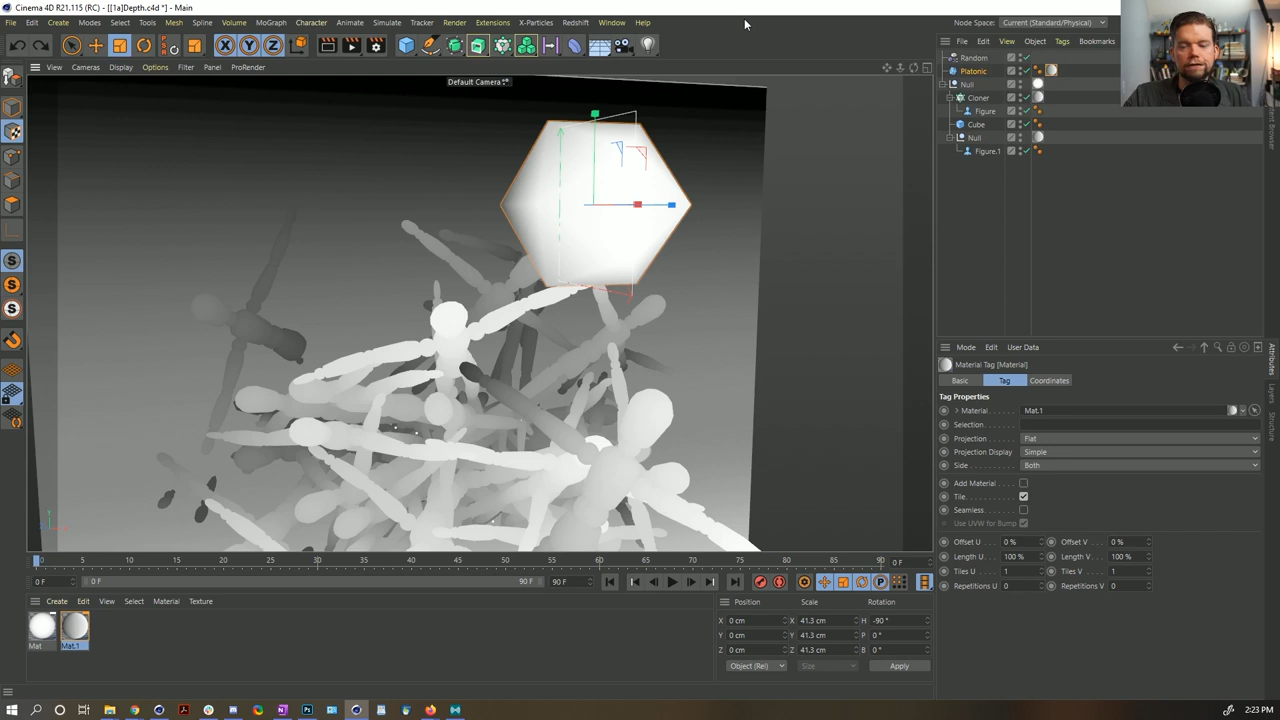 Cinema 4D R21.115 (RC) - [[1a]Depth.c4d *] - Main
File Edit Create Modes Select Tools Mesh Spline Volume MoGraph Character Animate Simulate Tracker Render Extensions X-Particles Redshift Window Help
Node Space: Current (Standard/Physical)
File Edit View Object Tags Bookmarks
View Cameras Display Options Filter Panel ProRender
Default Camera
Random
Platonic
Null
Cloner
Figure
Cube
Null
Figure.1
Mode Edit User Data
Material Tag [Material]
Basic Tag Coordinates
Tag Properties
Material Mat.1
Selection
Projection Flat
Projection Display Simple
Side Both
Add Material
Tile
Seamless
Use UVW for Bump
Offset U 0 % Offset V 0 %
Length U 100 % Length V 100 %
Tiles U 1 Tiles V 1
Repetitions U 0 Repetitions V 0
Attributes
Layers
Structure
0 5 10 15 20 25 30 35 40 45 50 55 60 65 70 75 80 85 90 0 F
0 F 0 F 90 F 90 F
Create Edit View Select Material Texture
Mat Mat.1
Position Scale Rotation
X 0 cm X 41.3 cm H -90 °
Y 0 cm Y 41.3 cm P 0 °
Z 0 cm Z 41.3 cm B 0 °
Object (Rel) Size Apply
2:23 PM